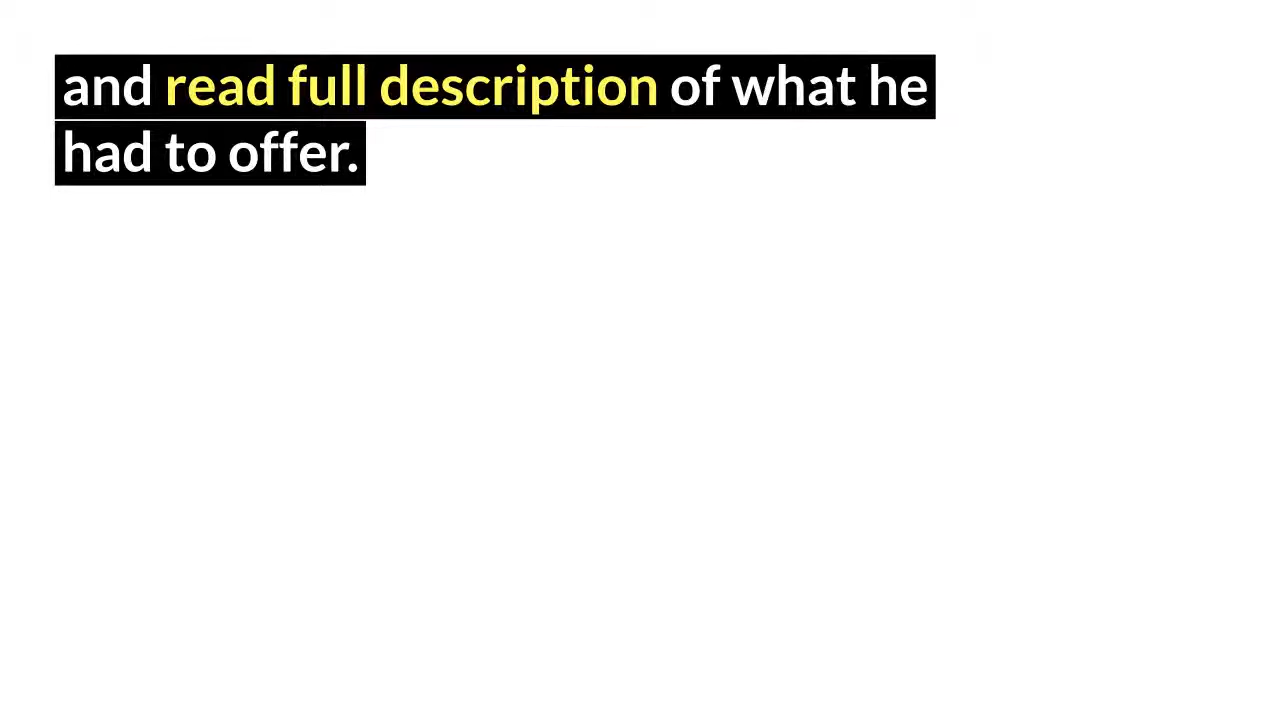 and read full description of what he
had to offer.